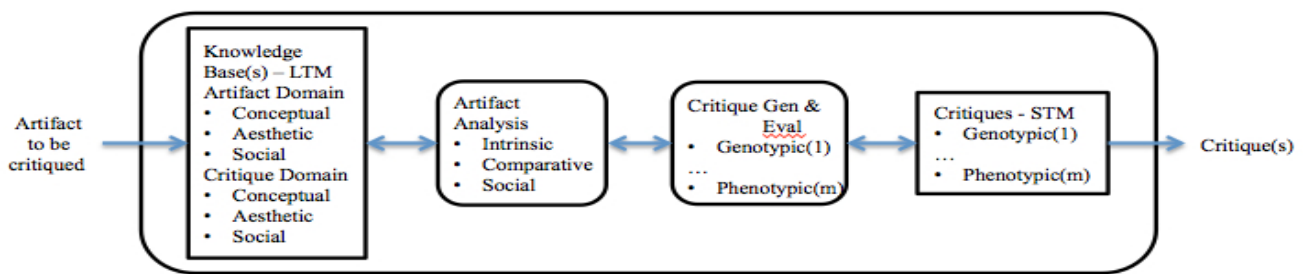 Artifact
to be
critiqued
Knowledge
Base(s) – LTM
Artifact Domain
• Conceptual
• Aesthetic
• Social
Critique Domain
• Conceptual
• Aesthetic
• Social
Artifact
Analysis
• Intrinsic
• Comparative
• Social
Critique Gen &
Eval
• Genotypic(1)
…
• Phenotypic(m)
Critiques - STM
• Genotypic(1)
…
• Phenotypic(m)
Critique(s)